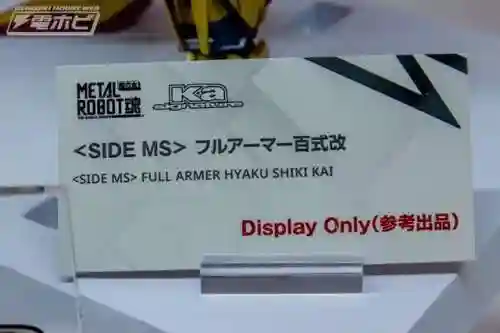 電ホビ
METAL
ROBOT魂
Ka
signature
<SIDE MS> フルアーマー百式改
<SIDE MS> FULL ARMER HYAKU SHIKI KAI
Display Only(参考出品)